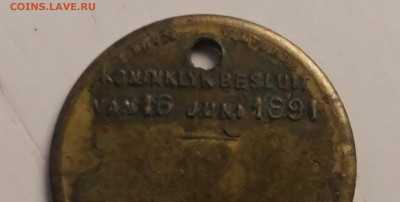 COINS.LAVE.RU
KONINKLYK BESLUIT
VAN 16 JUNI 1891